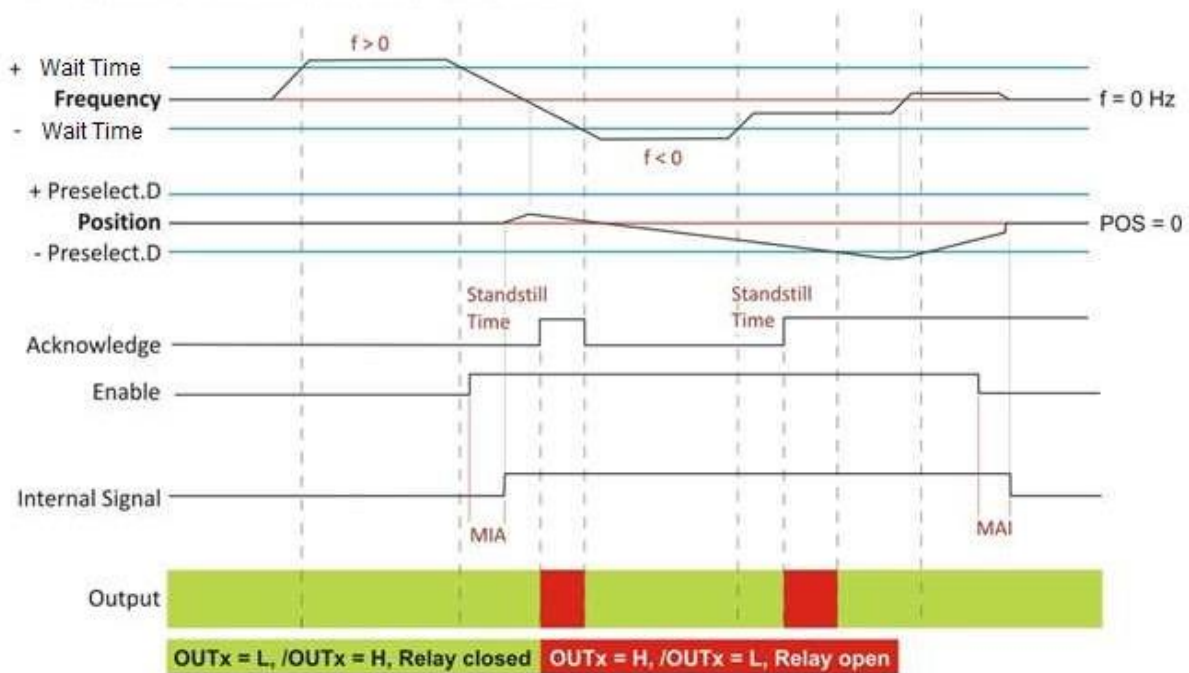 f > 0
+ Wait Time
Frequency
f = 0 Hz
- Wait Time
f < 0
+ Preselect.D
Position
POS = 0
- Preselect.D
Standstill
Time
Standstill
Time
Acknowledge
Enable
Internal Signal
MIA
MAI
Output
OUTx = L, /OUTx = H, Relay closed
OUTx = H, /OUTx = L, Relay open